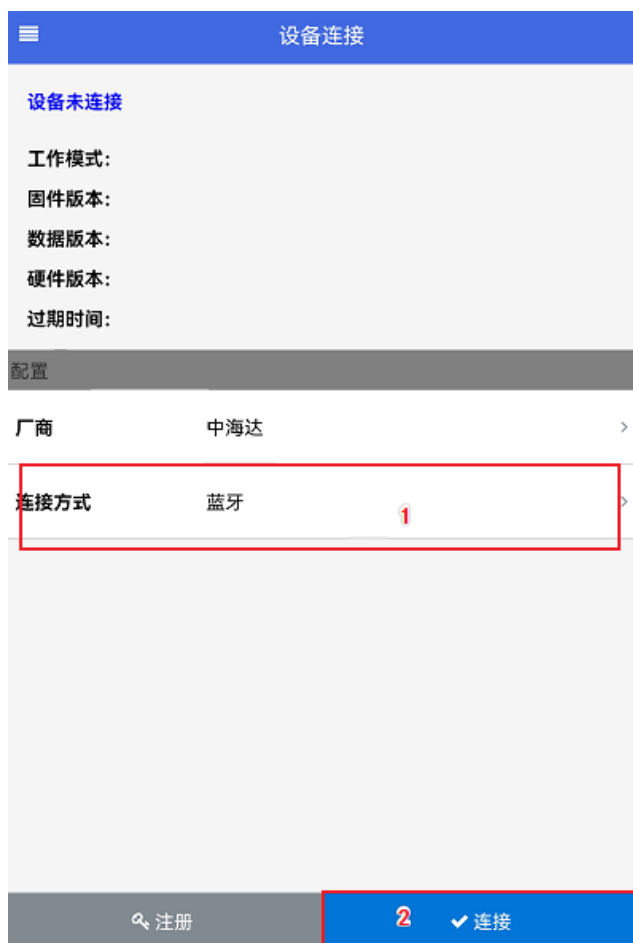 设备连接
设备未连接
工作模式:
固件版本:
数据版本:
硬件版本:
过期时间:
配置
厂商 中海达
连接方式 蓝牙 1
注册 2 连接